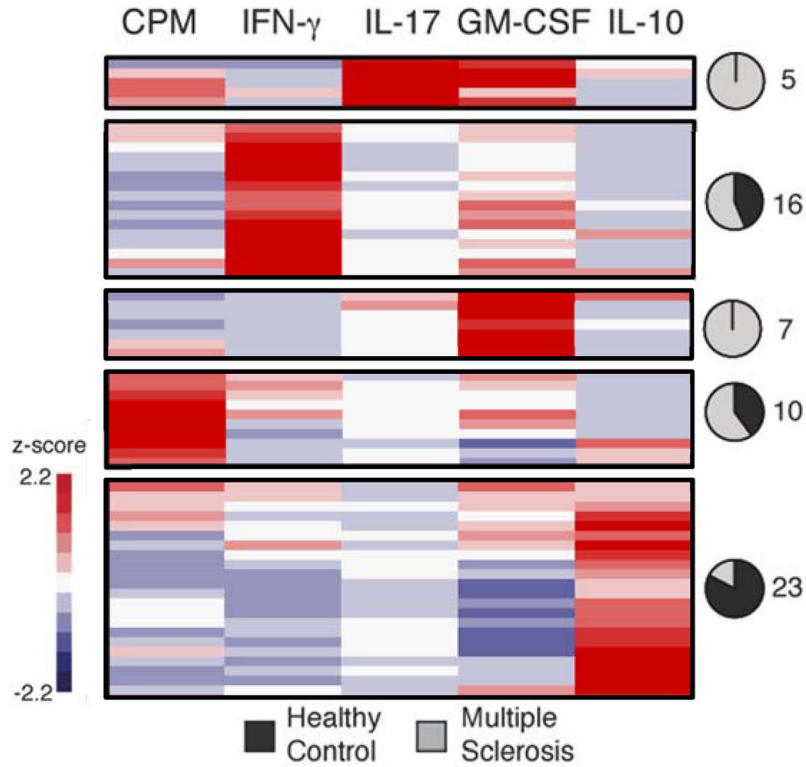 CPM IFN-γ IL-17 GM-CSF IL-10
5
16
7
10
z-score
2.2
23
-2.2
Healthy Control
Multiple Sclerosis